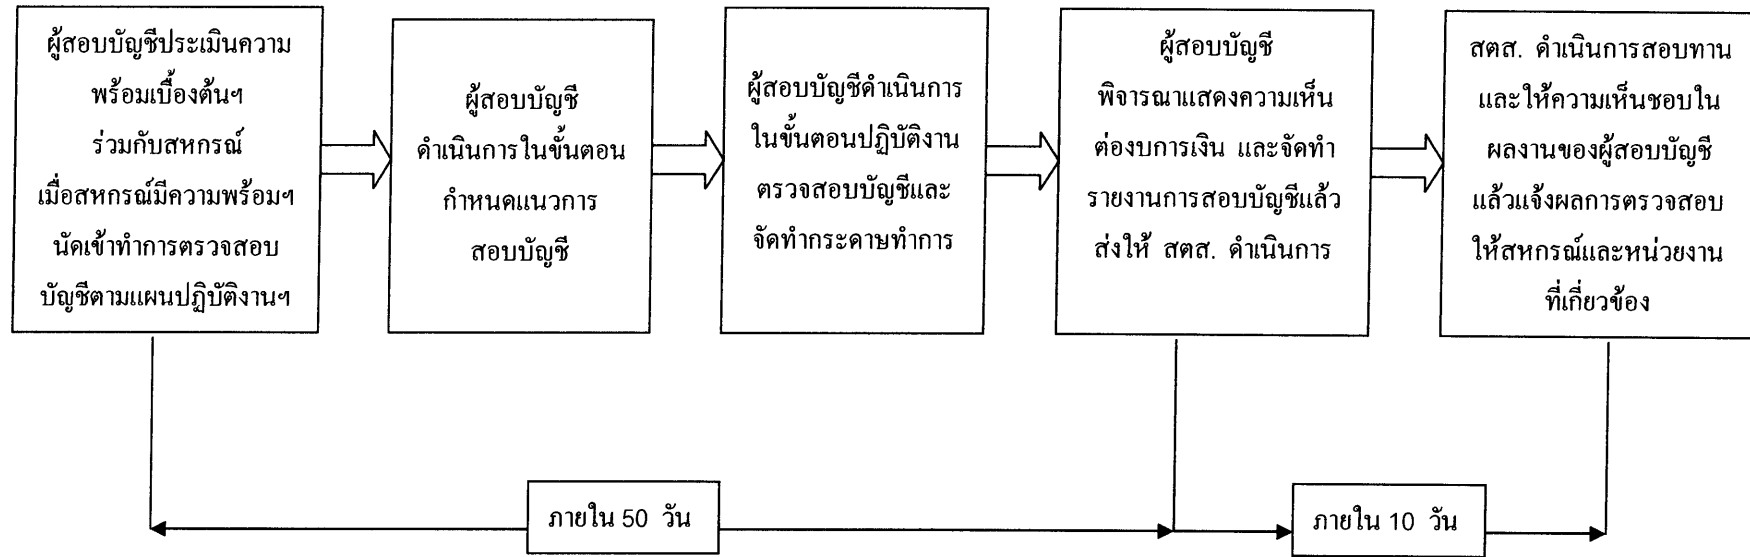 ผู้สอบบัญชีประเมินความ
พร้อมเบื้องต้นฯ
ร่วมกับสหกรณ์
เมื่อสหกรณ์มีความพร้อมฯ
นัดเข้าทำการตรวจสอบ
บัญชีตามแผนปฏิบัติงานฯ
ผู้สอบบัญชี
ดำเนินการในขั้นตอน
กำหนดแนวการ
สอบบัญชี
ผู้สอบบัญชีดำเนินการ
ในขั้นตอนปฏิบัติงาน
ตรวจสอบบัญชีและ
จัดทำกระดาษทำการ
ผู้สอบบัญชี
พิจารณาแสดงความเห็น
ต่องบการเงิน และจัดทำ
รายงานการสอบบัญชีแล้ว
ส่งให้ สตส. ดำเนินการ
สตส. ดำเนินการสอบทาน
และให้ความเห็นชอบใน
ผลงานของผู้สอบบัญชี
แล้วแจ้งผลการตรวจสอบ
ให้สหกรณ์และหน่วยงาน
ที่เกี่ยวข้อง
ภายใน 50 วัน
ภายใน 10 วัน